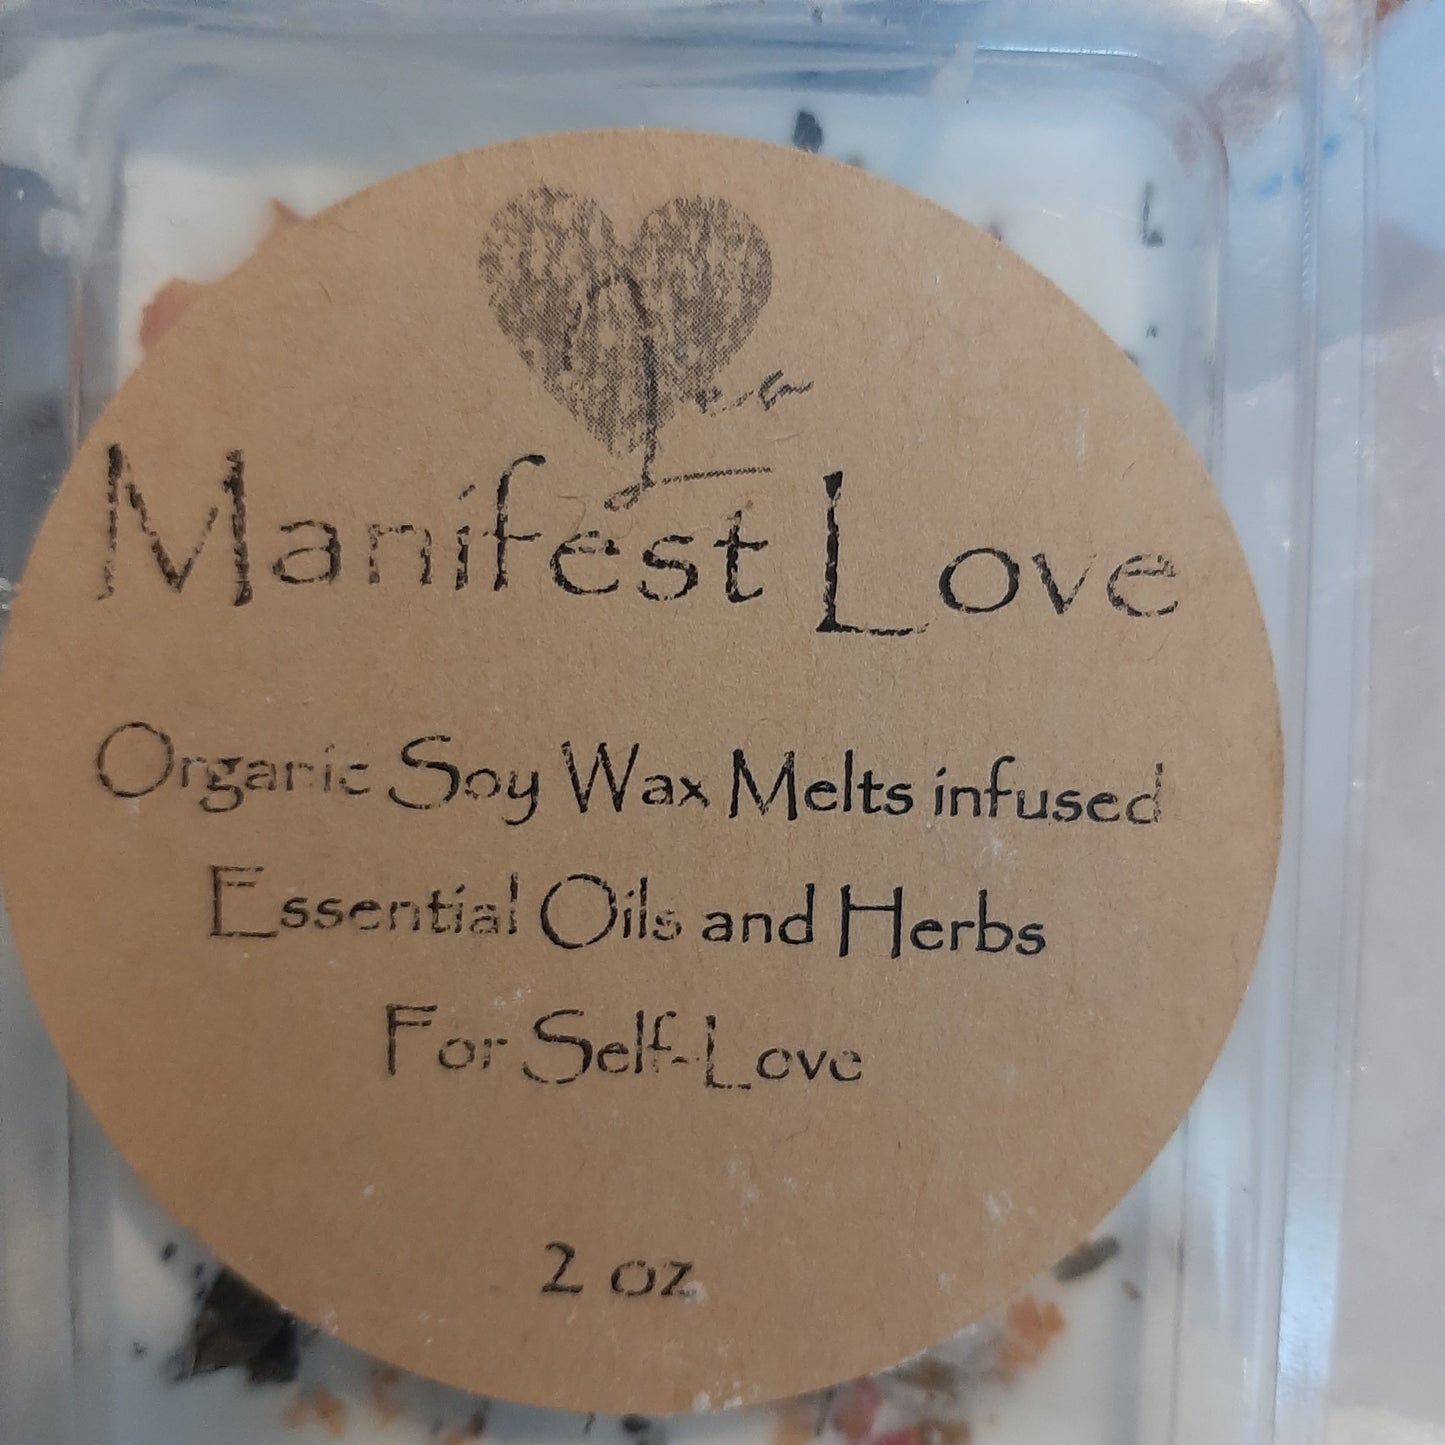 Manifest Love
Organic Soy Wax Melts infused
Essential Oils and Herbs
For Self-Love
2 oz